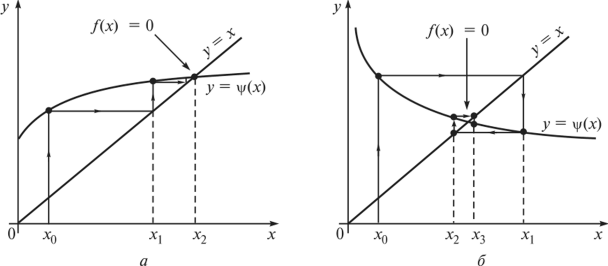 y
f(x) = 0
y = x
y = ψ(x)
0
x₀
x₁
x₂
x
а
y
f(x) = 0
y = x
y = ψ(x)
0
x₀
x₂
x₃
x₁
x
б